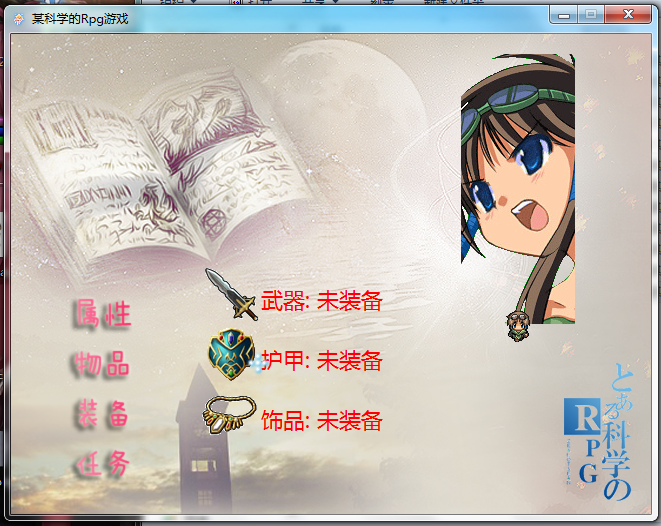 某科学的Rpg游戏
武器: 未装备
护甲: 未装备
饰品: 未装备
属性
物品
装备
任务
とある科学の
RPG